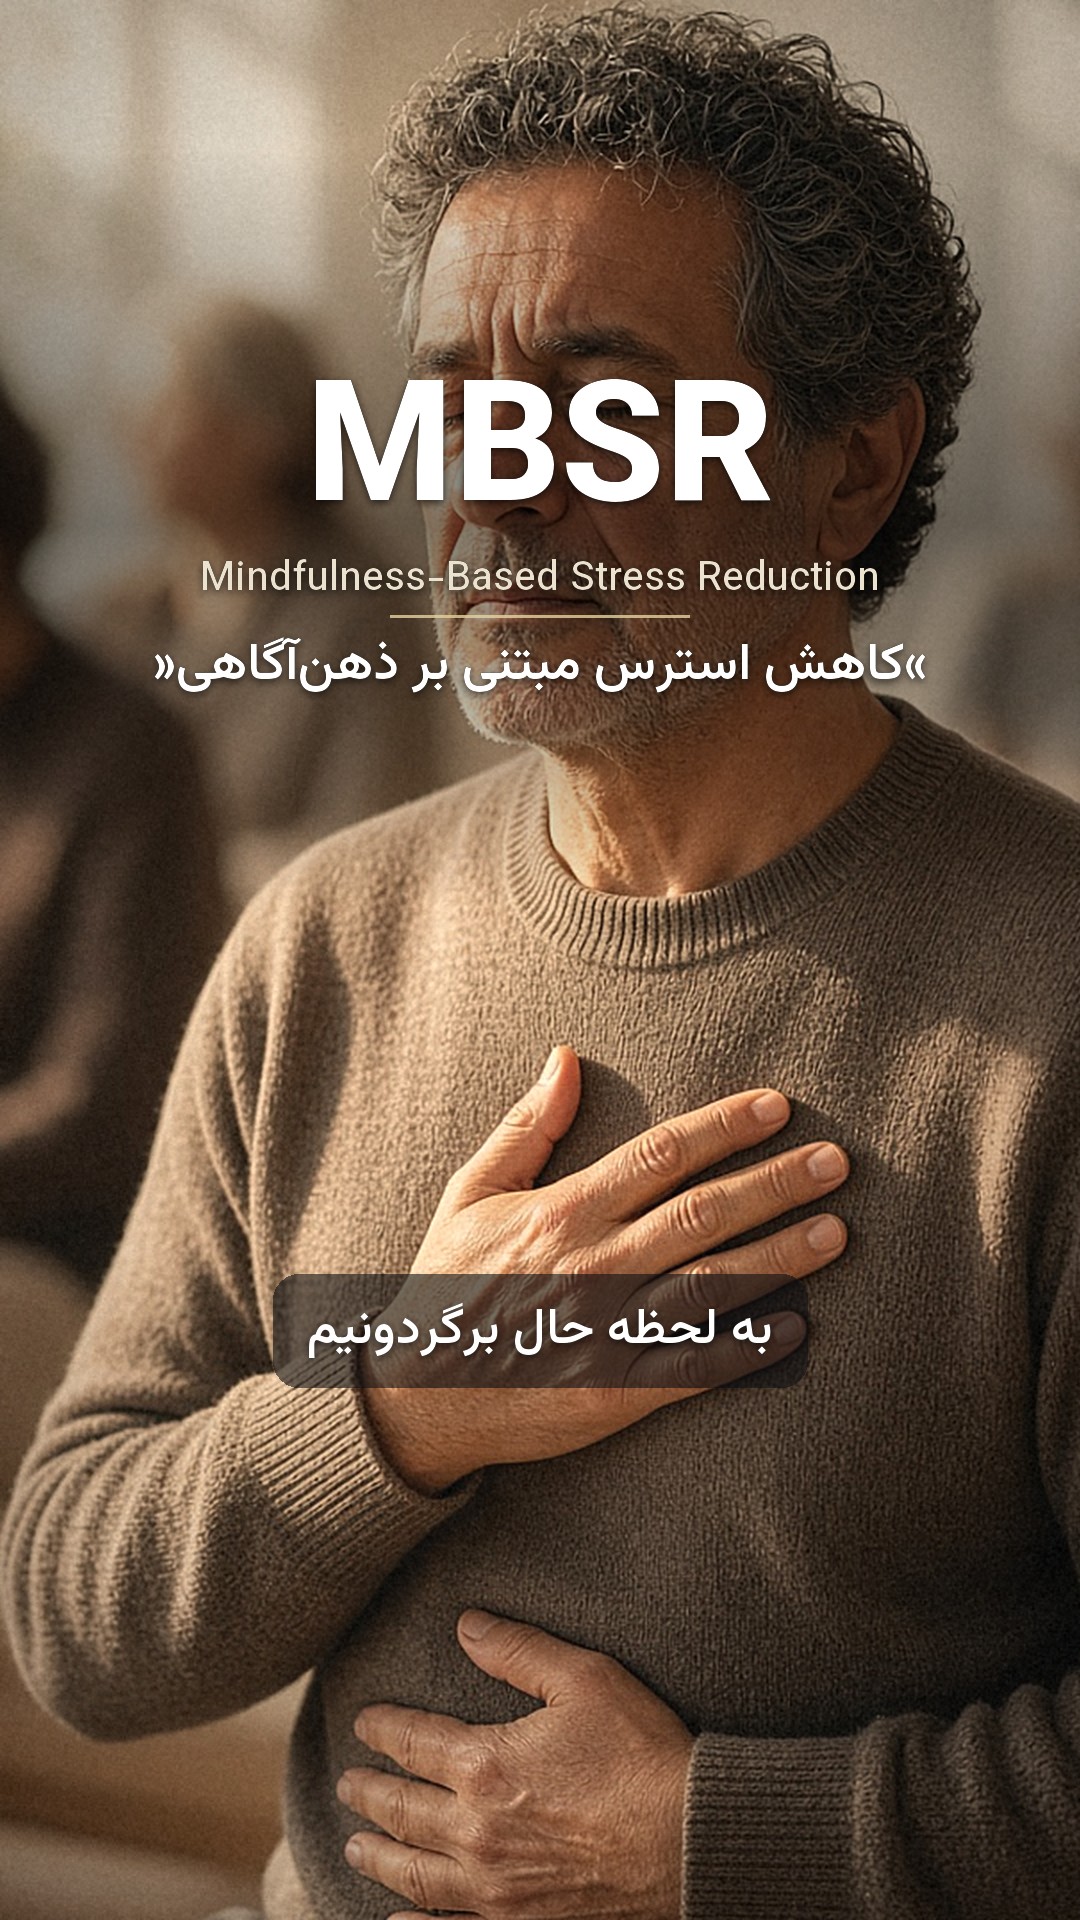 MBSR
Mindfulness-Based Stress Reduction
»کاهش استرس مبتنی بر ذهن‌آگاهی«
به لحظه حال برگردونیم